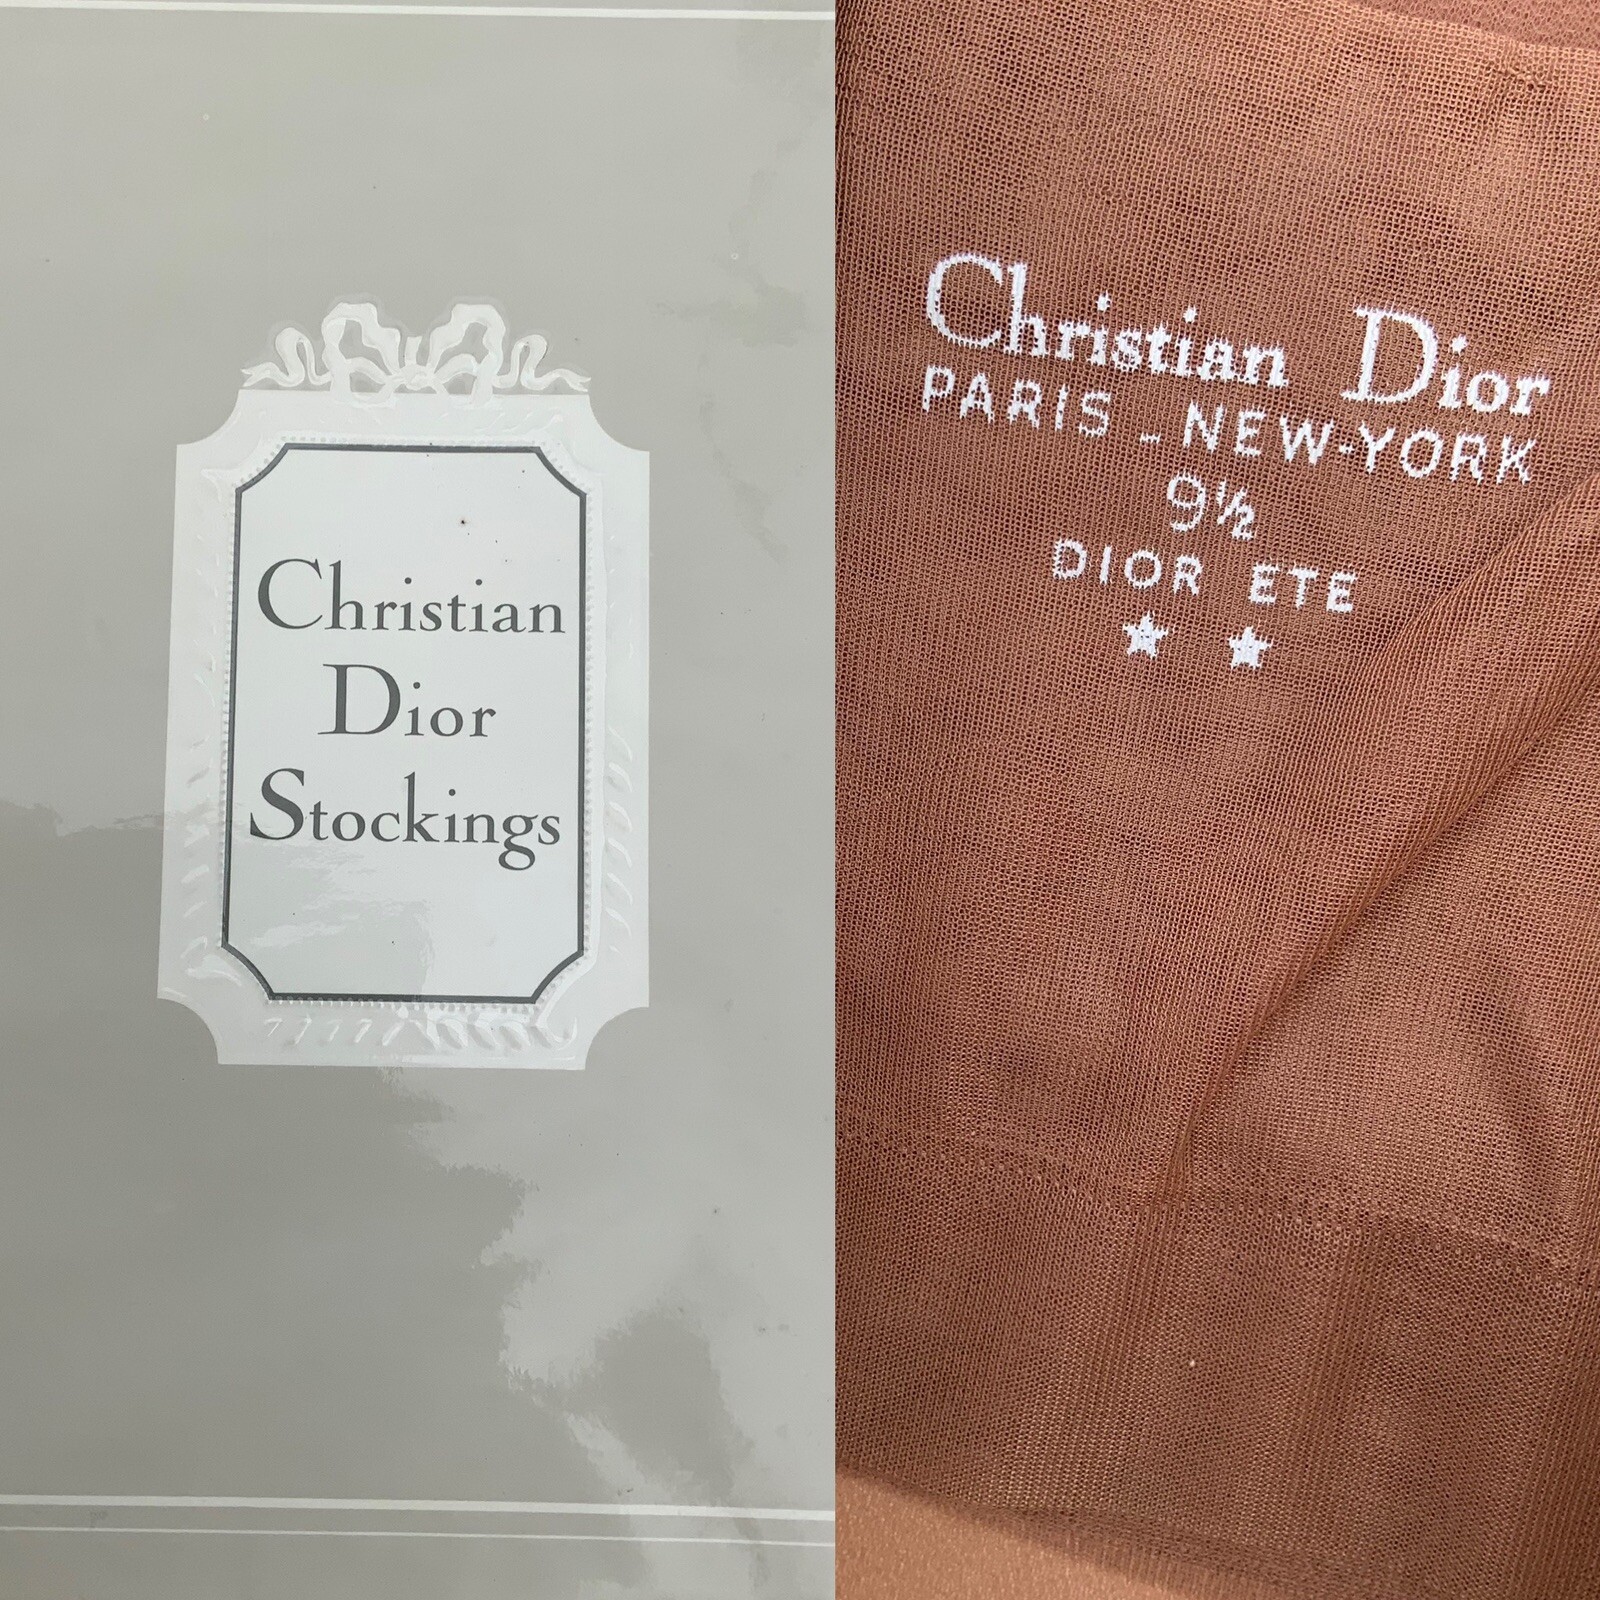 Christian
Dior
Stockings
Christian Dior
PARIS - NEW-YORK
9½
DIOR ETE